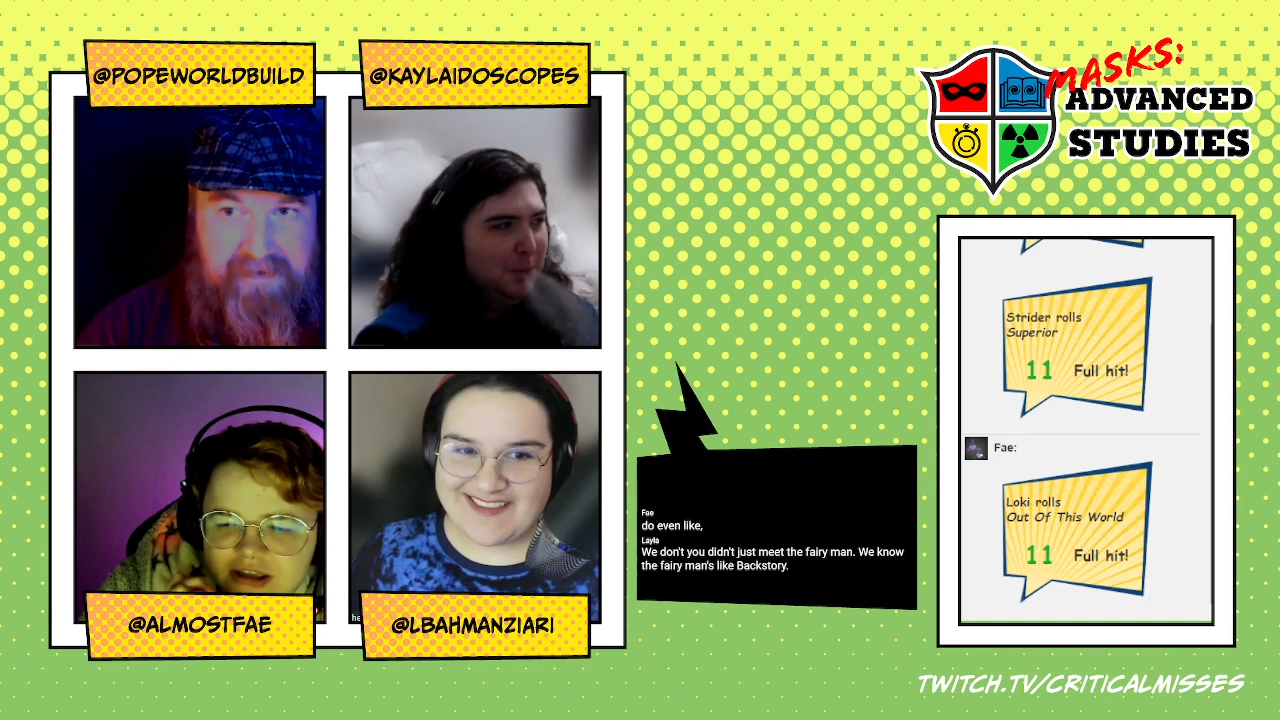 @POPEWORLDBUILD
@KAYLAIDOSCOPES
MASKS:
ADVANCED
STUDIES
Strider rolls
Superior
11 Full hit!
Fae:
Loki rolls
Out Of This World
11 Full hit!
Fae
do even like,
Layla
We don't you didn't just meet the fairy man. We know
the fairy man's like Backstory.
he
@ALMOSTFAE
@LBAHMANZIARI
TWITCH.TV/CRITICALMISSES